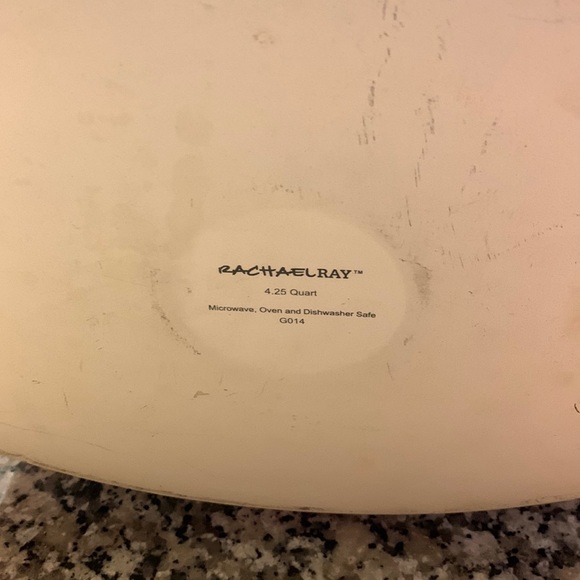 RACHAELRAY™
4.25 Quart
Microwave, Oven and Dishwasher Safe
G014